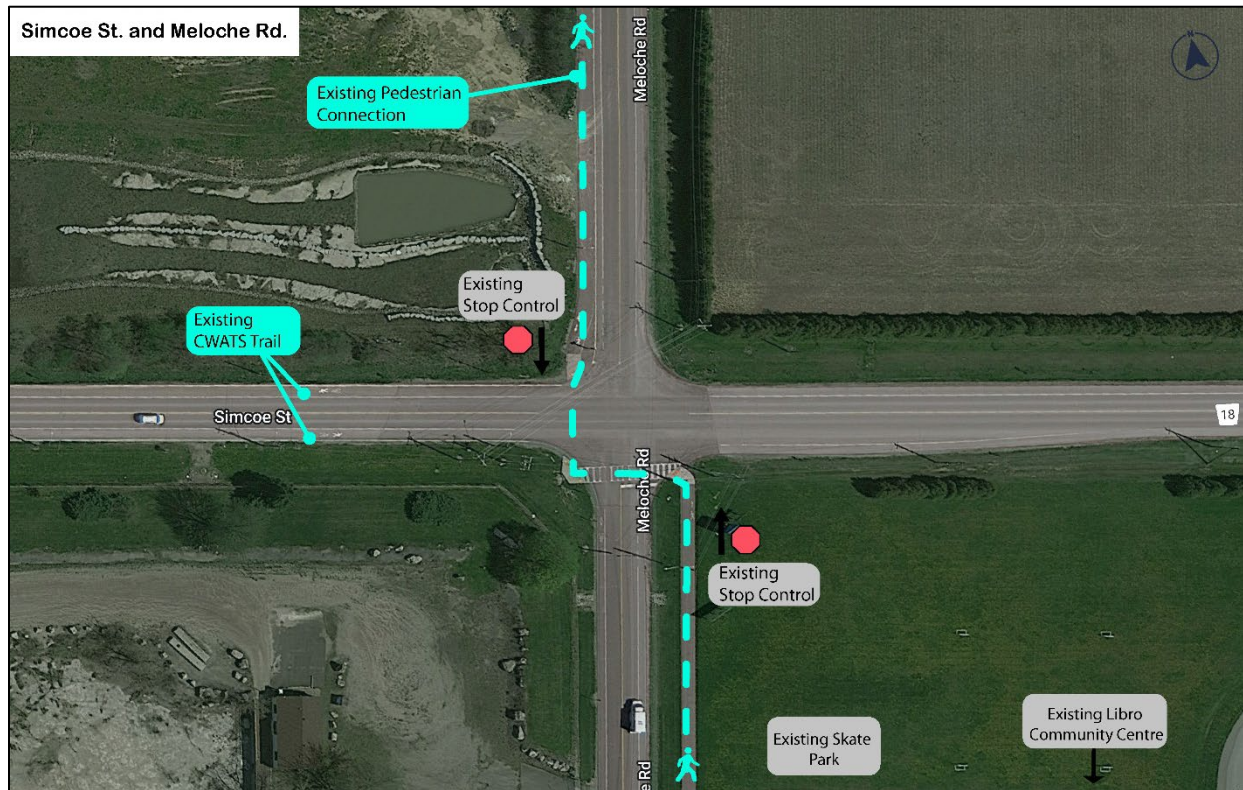 Simcoe St. and Meloche Rd.
Meloche Rd
N
Existing Pedestrian
Connection
Existing
Stop Control
Existing
CWATS Trail
Simcoe St
18
Meloche Rd
Existing
Stop Control
Existing Skate
Park
Existing Libro
Community Centre
e Rd